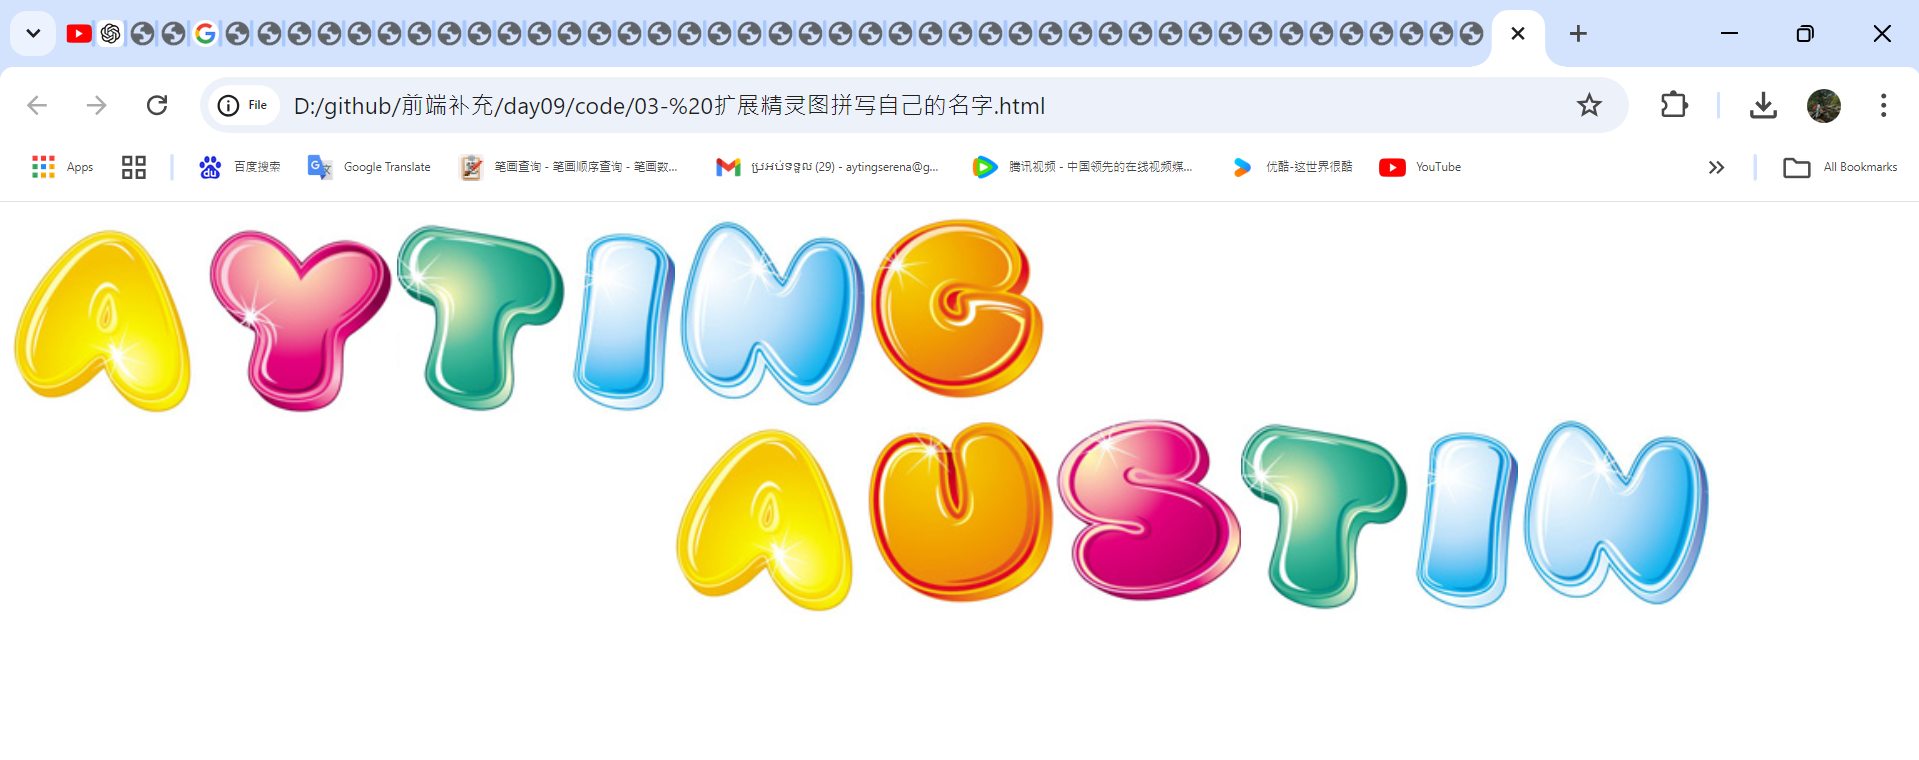 File D:/github/前端补充/day09/code/03-%20扩展精灵图拼写自己的名字.html
Apps 百度搜索 Google Translate 笔画查询 - 笔画顺序查询 - 笔画数... ប្រអប់ទទួល (29) - aytingserena@g... 腾讯视频 - 中国领先的在线视频媒... 优酷-这世界很酷 YouTube All Bookmarks
AYTING
AUSTIN